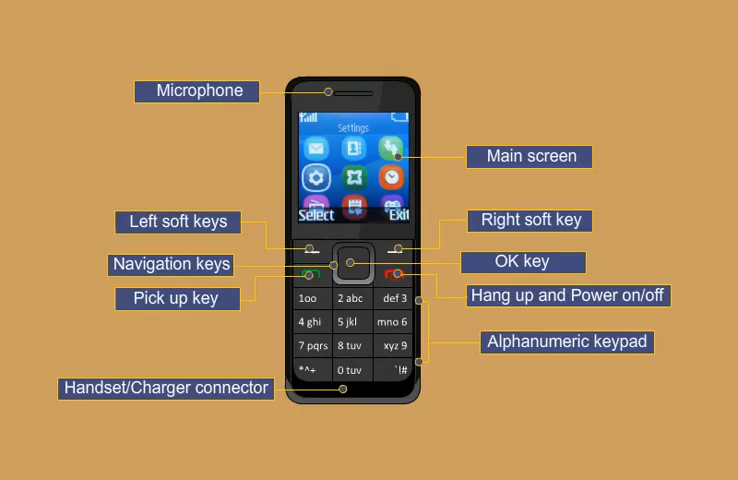 Microphone
Settings
Main screen
Select
Exit
Left soft keys
Right soft key
Navigation keys
OK key
Pick up key
Hang up and Power on/off
1oo
2 abc
def 3
4 ghi
5 jkl
mno 6
Alphanumeric keypad
7 pqrs
8 tuv
xyz 9
*^+
0 tuv
`!#
Handset/Charger connector